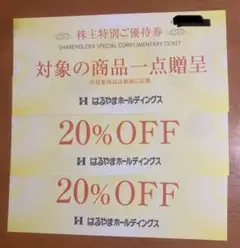 株主特別ご優待券
SHAREHOLDER SPECIAL COMPLIMENTARY TICKET
対象の商品一点贈呈
はるやまホールディングス
20%OFF
はるやまホールディングス
20%OFF
はるやまホールディングス